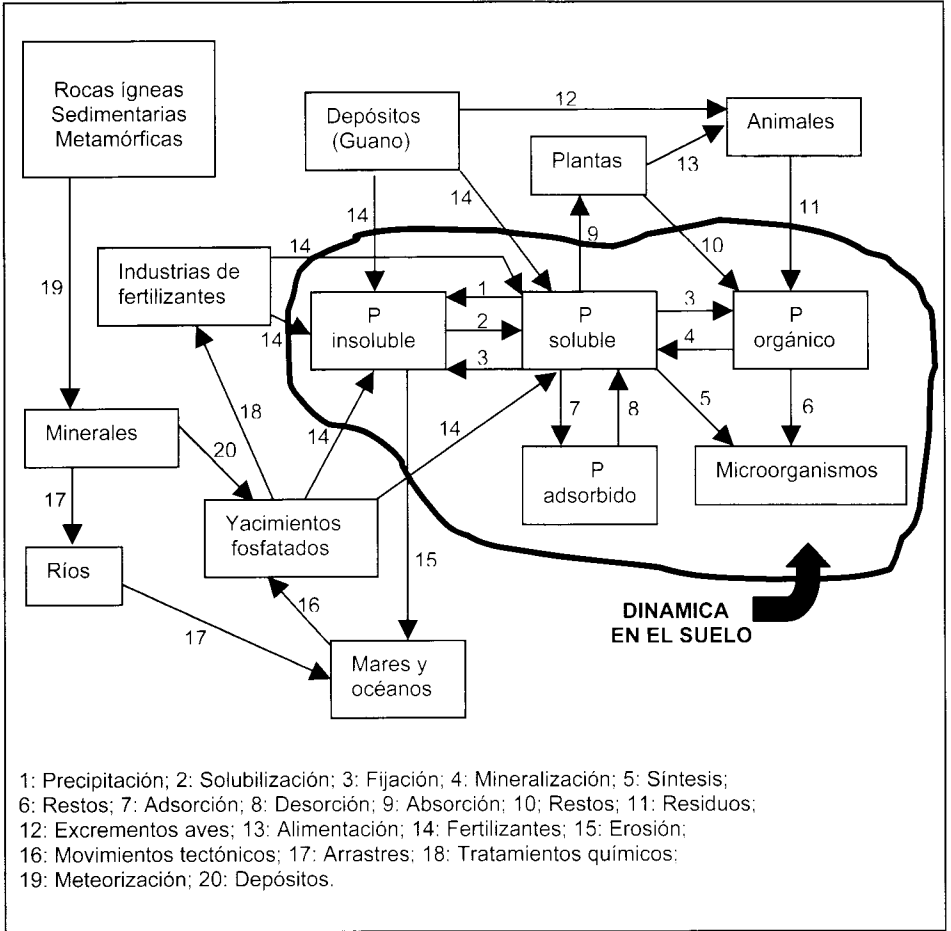 Rocas ígneas
Sedimentarias
Metamórficas
Depósitos
(Guano)
12
Animales
Plantas
13
14
14
11
9
10
19
Industrias de
fertilizantes
14
14
P
insoluble
1
2
3
P
soluble
3
4
P
orgánico
18
14
14
7
8
5
6
Minerales
20
P
adsorbido
Microorganismos
17
Yacimientos
fosfatados
15
Ríos
16
17
DINAMICA
EN EL SUELO
Mares y
océanos
1: Precipitación; 2: Solubilización; 3: Fijación; 4: Mineralización; 5: Síntesis;
6: Restos; 7: Adsorción; 8: Desorción; 9: Absorción; 10; Restos; 11: Residuos;
12: Excrementos aves; 13: Alimentación; 14: Fertilizantes; 15: Erosión;
16: Movimientos tectónicos; 17: Arrastres; 18: Tratamientos químicos;
19: Meteorización; 20: Depósitos.